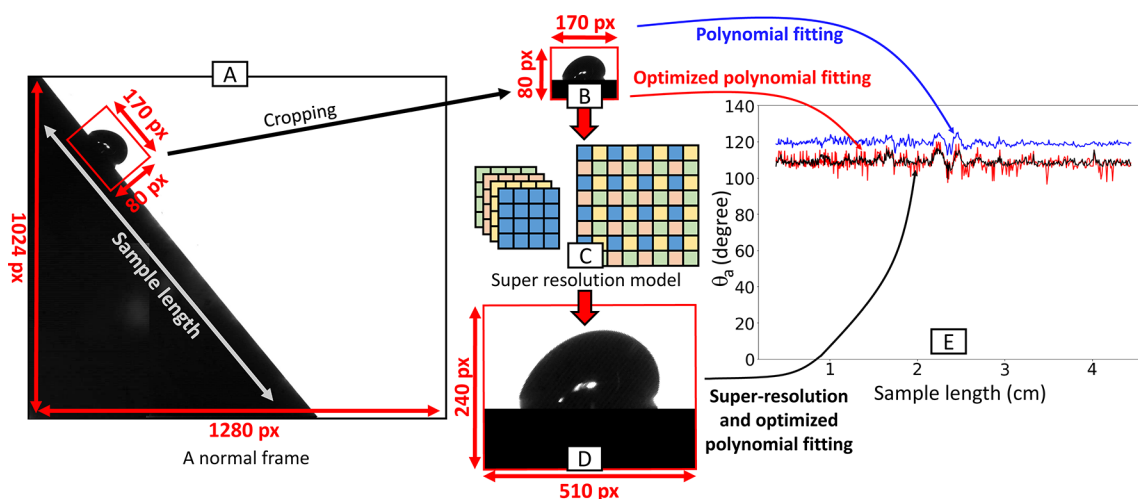 A
170 px
80 px
Sample length
1024 px
1280 px
A normal frame
Cropping
170 px
80 px
B
C
Super resolution model
240 px
D
510 px
Polynomial fitting
Optimized polynomial fitting
140
120
100
80
60
40
20
0
θa (degree)
E
1
2
3
4
Sample length (cm)
Super-resolution
and optimized
polynomial fitting